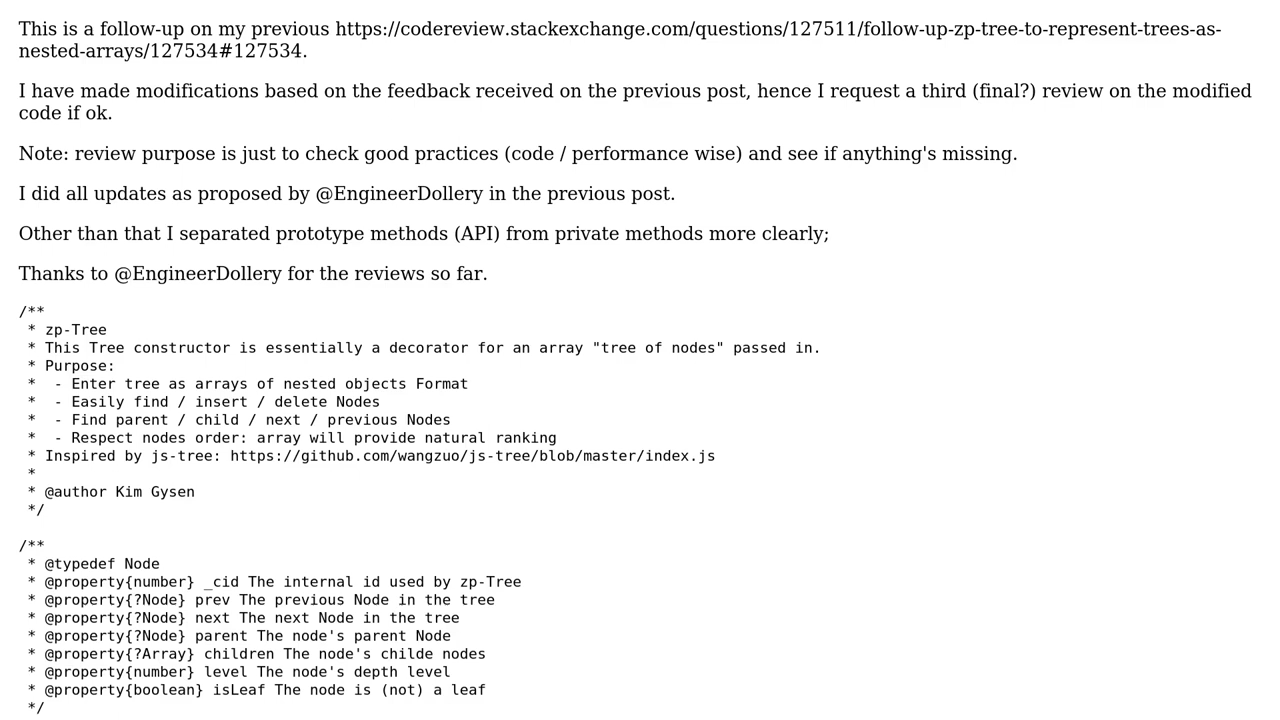 This is a follow-up on my previous https://codereview.stackexchange.com/questions/127511/follow-up-zp-tree-to-represent-trees-as-
nested-arrays/127534#127534.
I have made modifications based on the feedback received on the previous post, hence I request a third (final?) review on the modified
code if ok.
Note: review purpose is just to check good practices (code / performance wise) and see if anything's missing.
I did all updates as proposed by @EngineerDollery in the previous post.
Other than that I separated prototype methods (API) from private methods more clearly;
Thanks to @EngineerDollery for the reviews so far.
/**
 * zp-Tree
 * This Tree constructor is essentially a decorator for an array "tree of nodes" passed in.
 * Purpose:
 *  - Enter tree as arrays of nested objects Format
 *  - Easily find / insert / delete Nodes
 *  - Find parent / child / next / previous Nodes
 *  - Respect nodes order: array will provide natural ranking
 * Inspired by js-tree: https://github.com/wangzuo/js-tree/blob/master/index.js
 *
 * @author Kim Gysen
 */
/**
 * @typedef Node
 * @property{number} _cid The internal id used by zp-Tree
 * @property{?Node} prev The previous Node in the tree
 * @property{?Node} next The next Node in the tree
 * @property{?Node} parent The node's parent Node
 * @property{?Array} children The node's childe nodes
 * @property{number} level The node's depth level
 * @property{boolean} isLeaf The node is (not) a leaf
 */